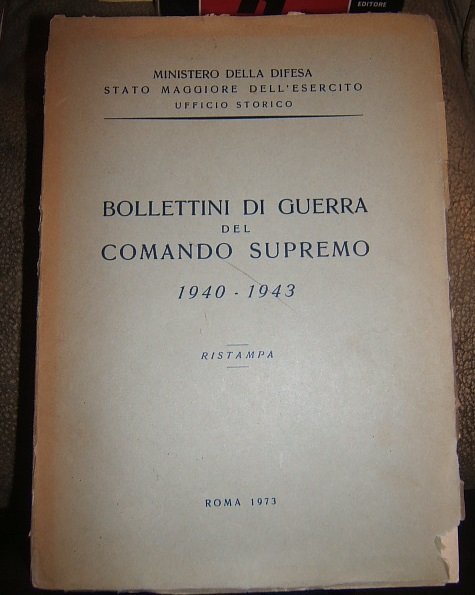 EDITORE
MINISTERO DELLA DIFESA
STATO MAGGIORE DELL'ESERCITO
UFFICIO STORICO
BOLLETTINI DI GUERRA
DEL
COMANDO SUPREMO
1940 - 1943
RISTAMPA
ROMA 1973